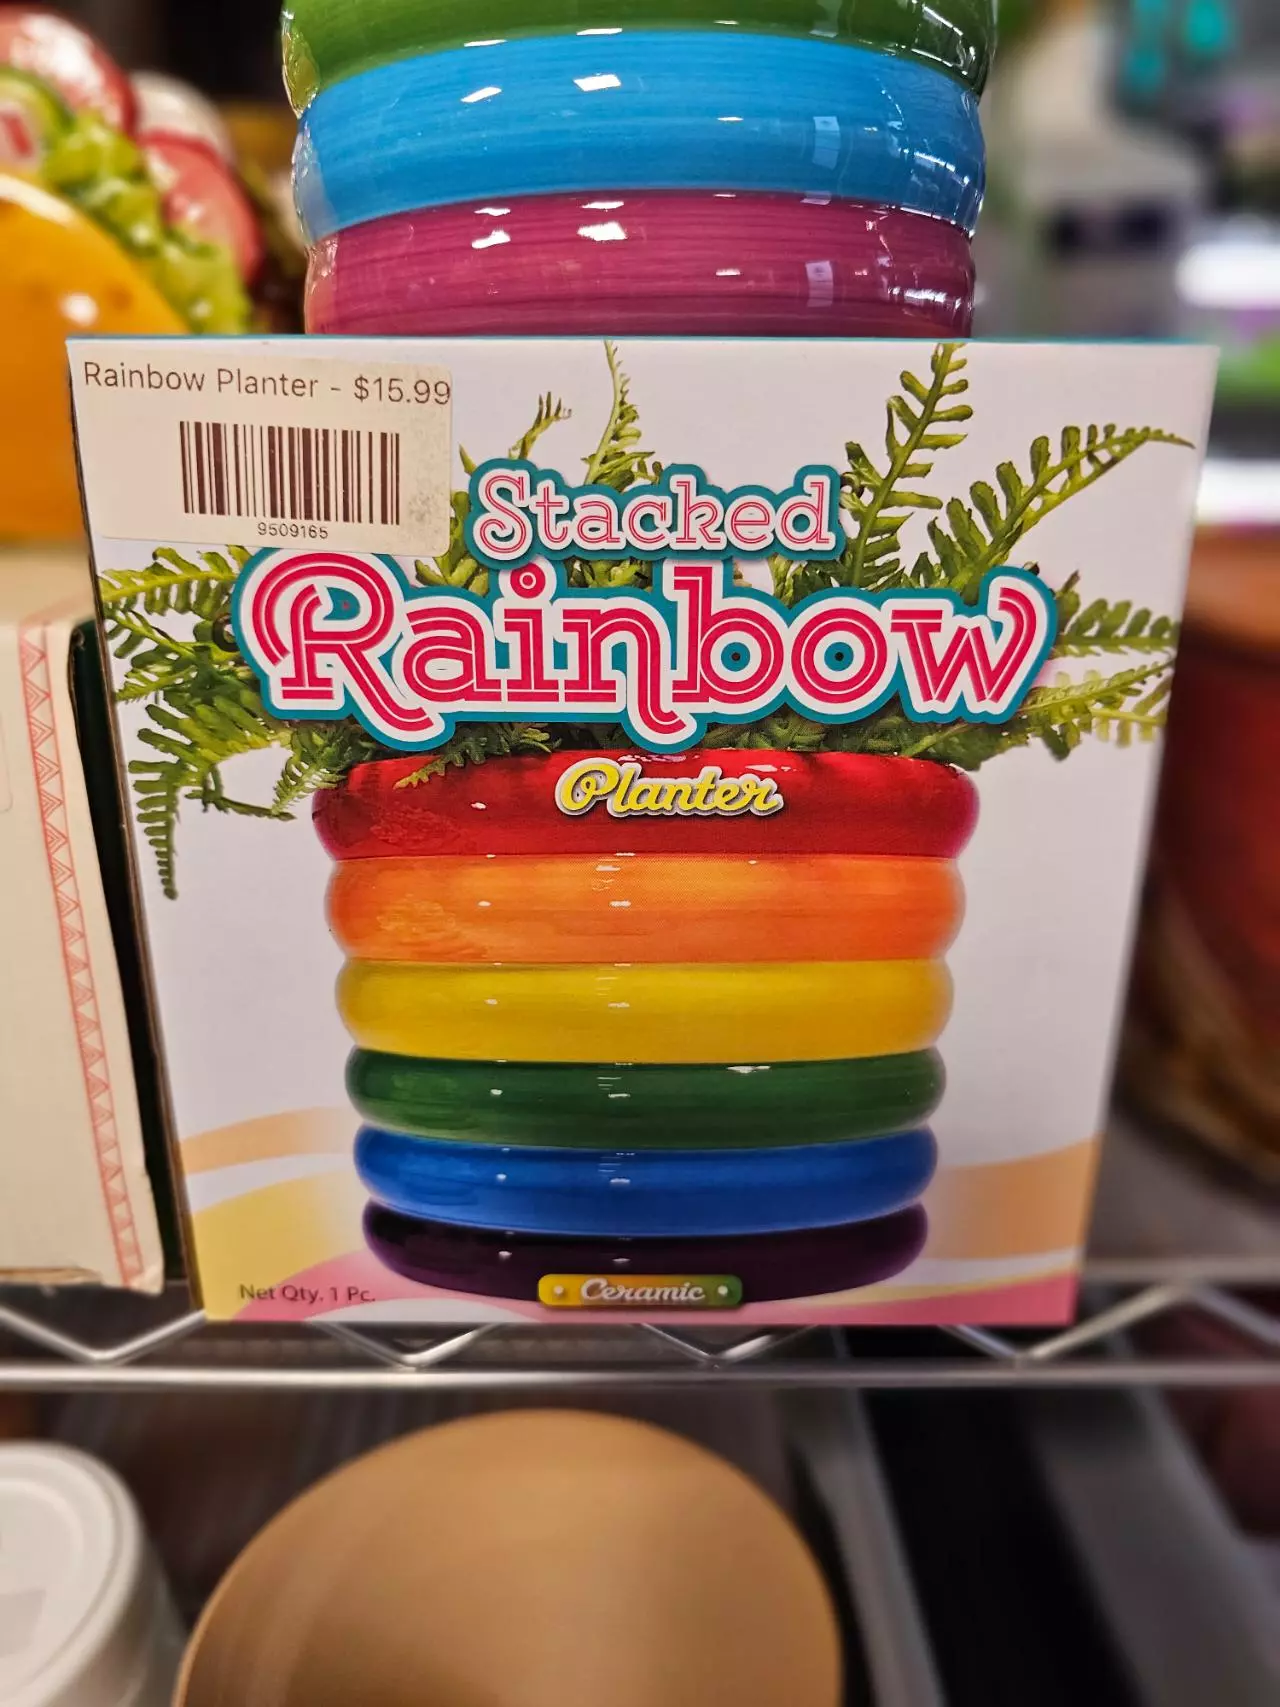 Rainbow Planter - $15.99
9509165
Stacked
Rainbow
Planter
Net Qty. 1 Pc.
Ceramic